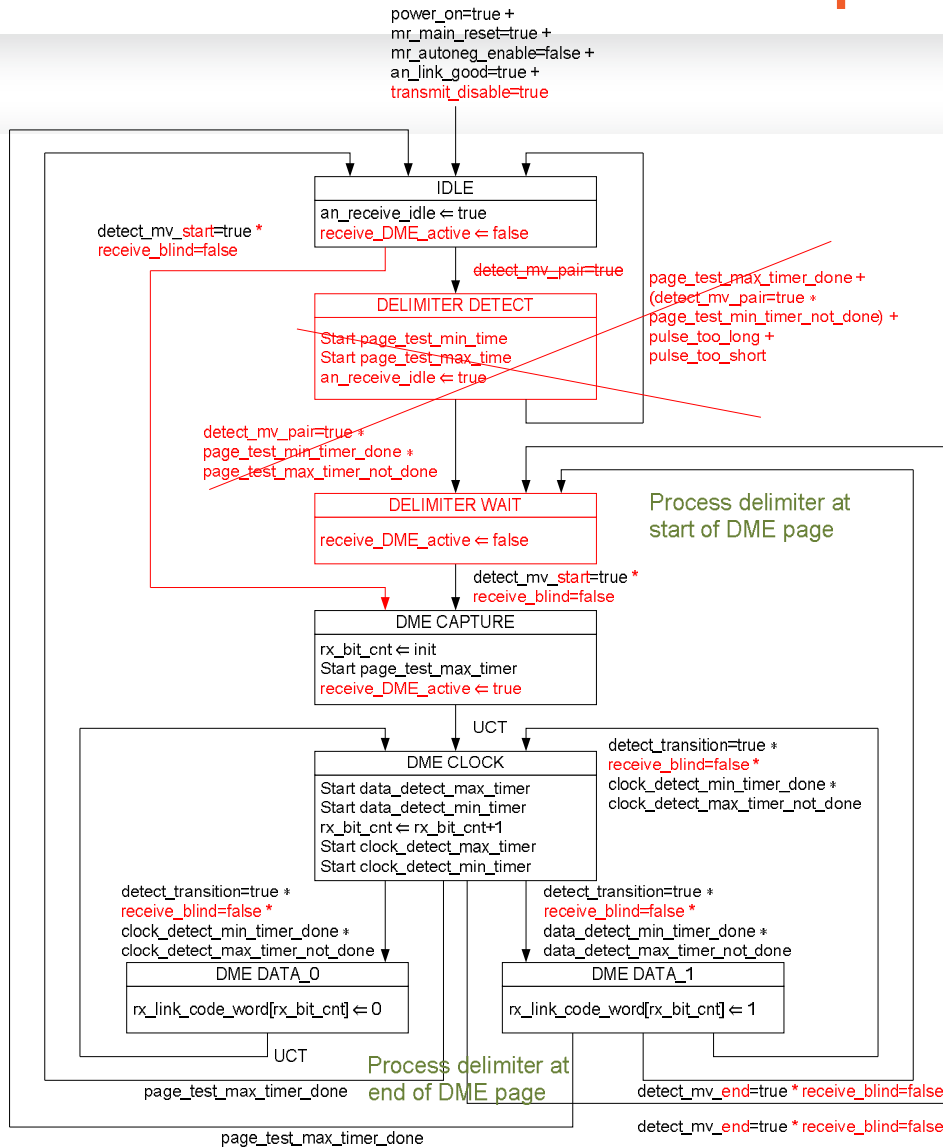 power_on=true +
mr_main_reset=true +
mr_autoneg_enable=false +
an_link_good=true +
transmit_disable=true
IDLE
an_receive_idle ⇐ true
receive_DME_active ⇐ false
detect_mv_start=true *
receive_blind=false
detect_mv_pair=true
page_test_max_timer_done +
(detect_mv_pair=true *
page_test_min_timer_not_done) +
pulse_too_long +
pulse_too_short
DELIMITER DETECT
Start page_test_min_time
Start page_test_max_time
an_receive_idle ⇐ true
detect_mv_pair=true *
page_test_min_timer_done *
page_test_max_timer_not_done
DELIMITER WAIT
receive_DME_active ⇐ false
Process delimiter at
start of DME page
detect_mv_start=true *
receive_blind=false
DME CAPTURE
rx_bit_cnt ⇐ init
Start page_test_max_timer
receive_DME_active ⇐ true
UCT
DME CLOCK
Start data_detect_max_timer
Start data_detect_min_timer
rx_bit_cnt ⇐ rx_bit_cnt+1
Start clock_detect_max_timer
Start clock_detect_min_timer
detect_transition=true *
receive_blind=false *
clock_detect_min_timer_done *
clock_detect_max_timer_not_done
detect_transition=true *
receive_blind=false *
clock_detect_min_timer_done *
clock_detect_max_timer_not_done
detect_transition=true *
receive_blind=false *
data_detect_min_timer_done *
data_detect_max_timer_not_done
DME DATA_0
rx_link_code_word[rx_bit_cnt] ⇐ 0
DME DATA_1
rx_link_code_word[rx_bit_cnt] ⇐ 1
UCT
Process delimiter at
end of DME page
page_test_max_timer_done
detect_mv_end=true * receive_blind=false
detect_mv_end=true * receive_blind=false
page_test_max_timer_done